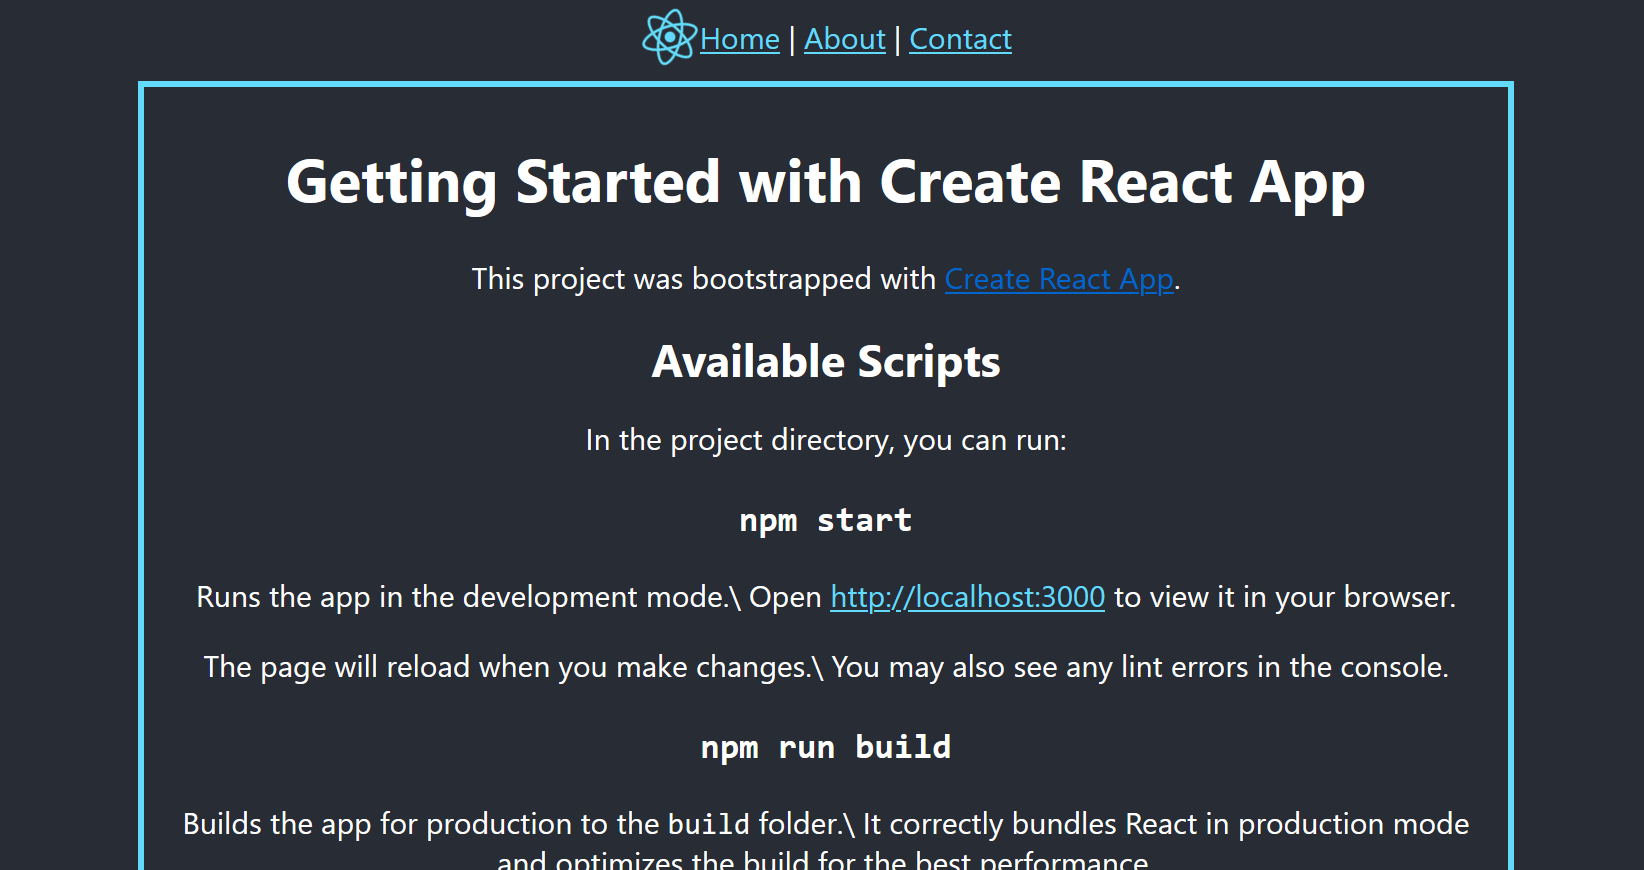 Home | About | Contact
Getting Started with Create React App
This project was bootstrapped with Create React App.
Available Scripts
In the project directory, you can run:
npm start
Runs the app in the development mode.\ Open http://localhost:3000 to view it in your browser.
The page will reload when you make changes.\ You may also see any lint errors in the console.
npm run build
Builds the app for production to the build folder.\ It correctly bundles React in production mode
and optimizes the build for the best performance.